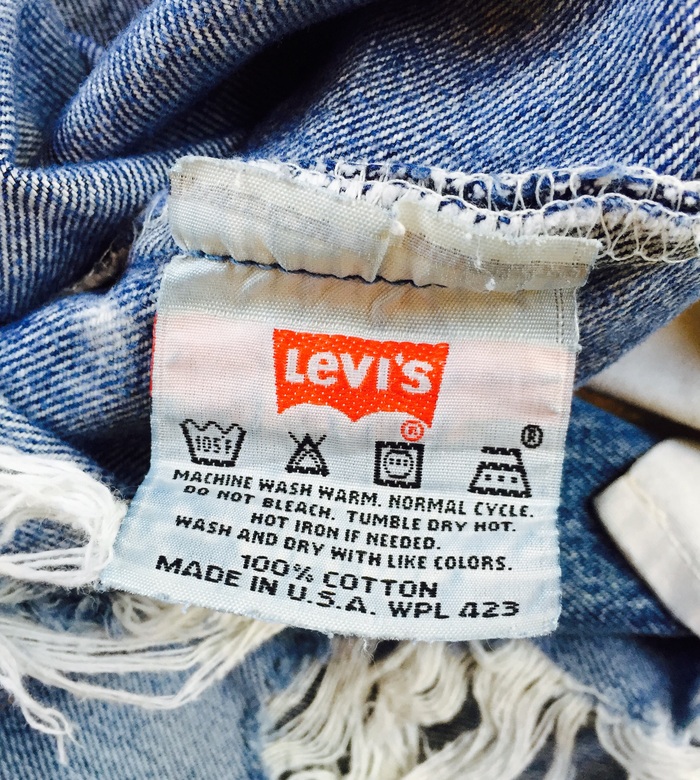 Levi's
®
105F
®
MACHINE WASH WARM. NORMAL CYCLE.
DO NOT BLEACH. TUMBLE DRY HOT.
HOT IRON IF NEEDED.
WASH AND DRY WITH LIKE COLORS.
100% COTTON
MADE IN U.S.A. WPL 423